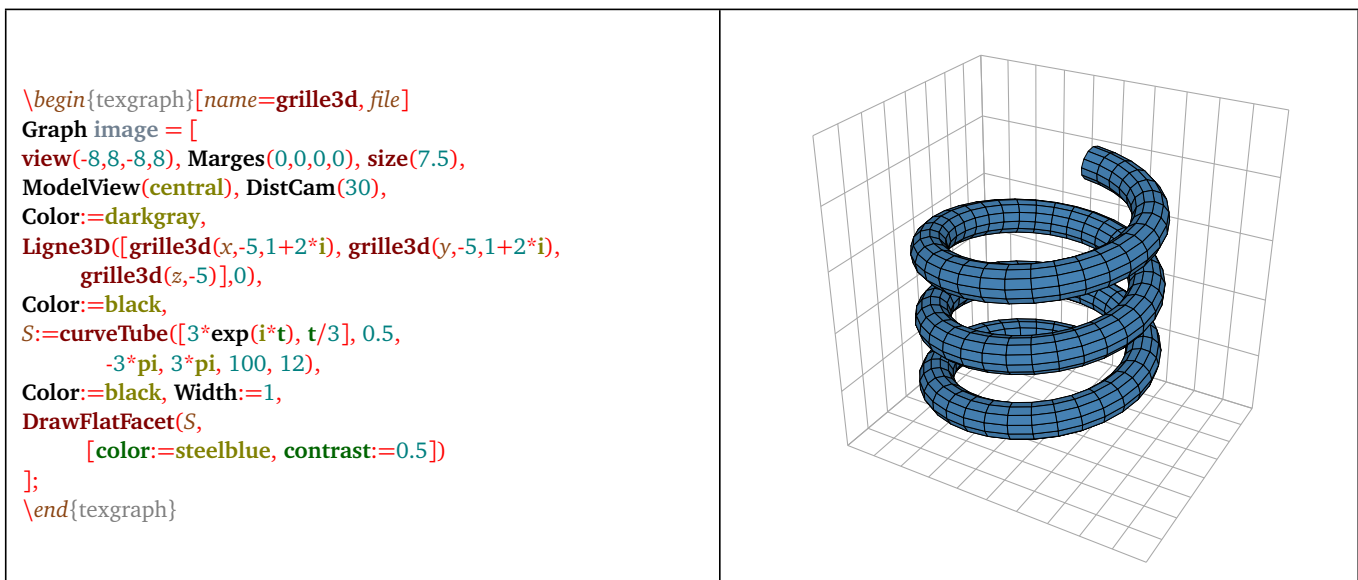 \begin{texgraph}[name=grille3d, file]
Graph image = [
view(-8,8,-8,8), Marges(0,0,0,0), size(7.5),
ModelView(central), DistCam(30),
Color:=darkgray,
Ligne3D([grille3d(x,-5,1+2*i), grille3d(y,-5,1+2*i),
grille3d(z,-5)],0),
Color:=black,
S:=curveTube([3*exp(i*t), t/3], 0.5,
-3*pi, 3*pi, 100, 12),
Color:=black, Width:=1,
DrawFlatFacet(S,
[color:=steelblue, contrast:=0.5])
];
\end{texgraph}